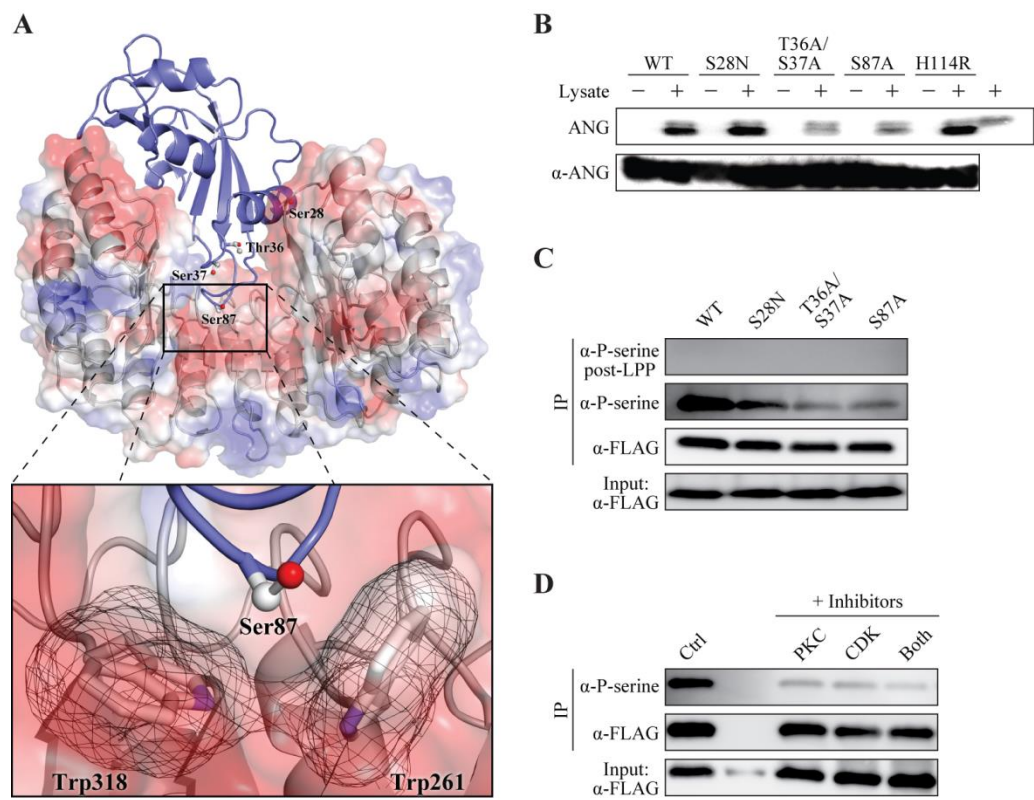 A
Ser28
Thr36
Ser37
Ser87
Ser87
Trp318
Trp261
B
WT S28N T36A/
S37A S87A H114R
Lysate − + − + − + − + − + +
ANG
α-ANG
C
WT S28N T36A/
S37A S87A
IP
α-P-serine
post-LPP
α-P-serine
α-FLAG
Input:
α-FLAG
D
+ Inhibitors
Ctrl PKC CDK Both
IP
α-P-serine
α-FLAG
Input:
α-FLAG